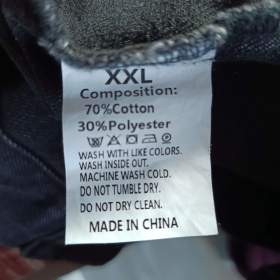 XXL
Composition:
70%Cotton
30%Polyester
WASH WITH LIKE COLORS.
WASH INSIDE OUT.
MACHINE WASH COLD.
DO NOT TUMBLE DRY.
DO NOT DRY CLEAN.
MADE IN CHINA